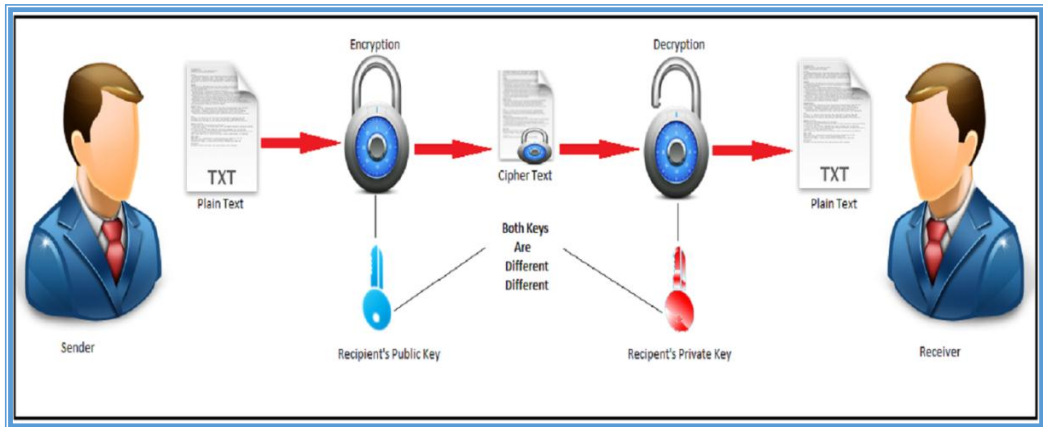 Encryption
Decryption
TXT
Plain Text
Cipher Text
TXT
Plain Text
Both Keys
Are
Different
Different
Sender
Recipient's Public Key
Recipent's Private Key
Receiver